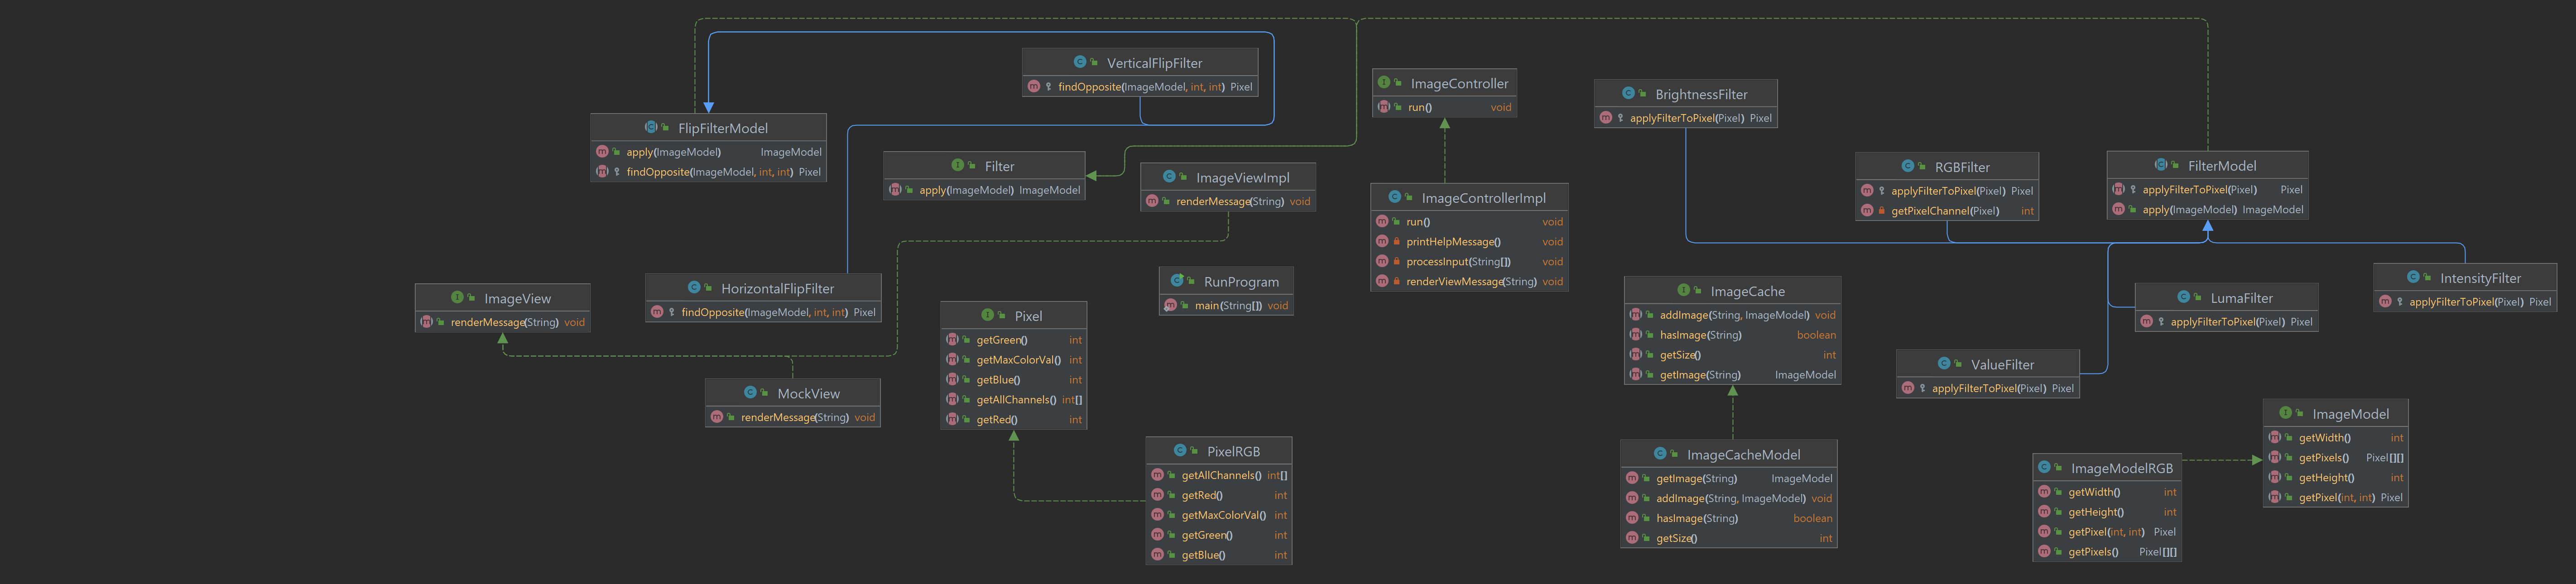 VerticalFlipFilter
findOpposite(ImageModel, int, int) Pixel
FlipFilterModel
apply(ImageModel) ImageModel
findOpposite(ImageModel, int, int) Pixel
Filter
apply(ImageModel) ImageModel
ImageViewImpl
renderMessage(String) void
ImageController
run() void
ImageControllerImpl
run() void
printHelpMessage() void
processInput(String[]) void
renderViewMessage(String) void
BrightnessFilter
applyFilterToPixel(Pixel) Pixel
RGBFilter
applyFilterToPixel(Pixel) Pixel
getPixelChannel(Pixel) int
FilterModel
applyFilterToPixel(Pixel) Pixel
apply(ImageModel) ImageModel
ImageView
renderMessage(String) void
HorizontalFlipFilter
findOpposite(ImageModel, int, int) Pixel
RunProgram
main(String[]) void
Pixel
getGreen() int
getMaxColorVal() int
getBlue() int
getAllChannels() int[]
getRed() int
ImageCache
addImage(String, ImageModel) void
hasImage(String) boolean
getSize() int
getImage(String) ImageModel
IntensityFilter
applyFilterToPixel(Pixel) Pixel
LumaFilter
applyFilterToPixel(Pixel) Pixel
ValueFilter
applyFilterToPixel(Pixel) Pixel
MockView
renderMessage(String) void
PixelRGB
getAllChannels() int[]
getRed() int
getMaxColorVal() int
getGreen() int
getBlue() int
ImageCacheModel
getImage(String) ImageModel
addImage(String, ImageModel) void
hasImage(String) boolean
getSize() int
ImageModelRGB
getWidth() int
getHeight() int
getPixel(int, int) Pixel
getPixels() Pixel[][]
ImageModel
getWidth() int
getPixels() Pixel[][]
getHeight() int
getPixel(int, int) Pixel